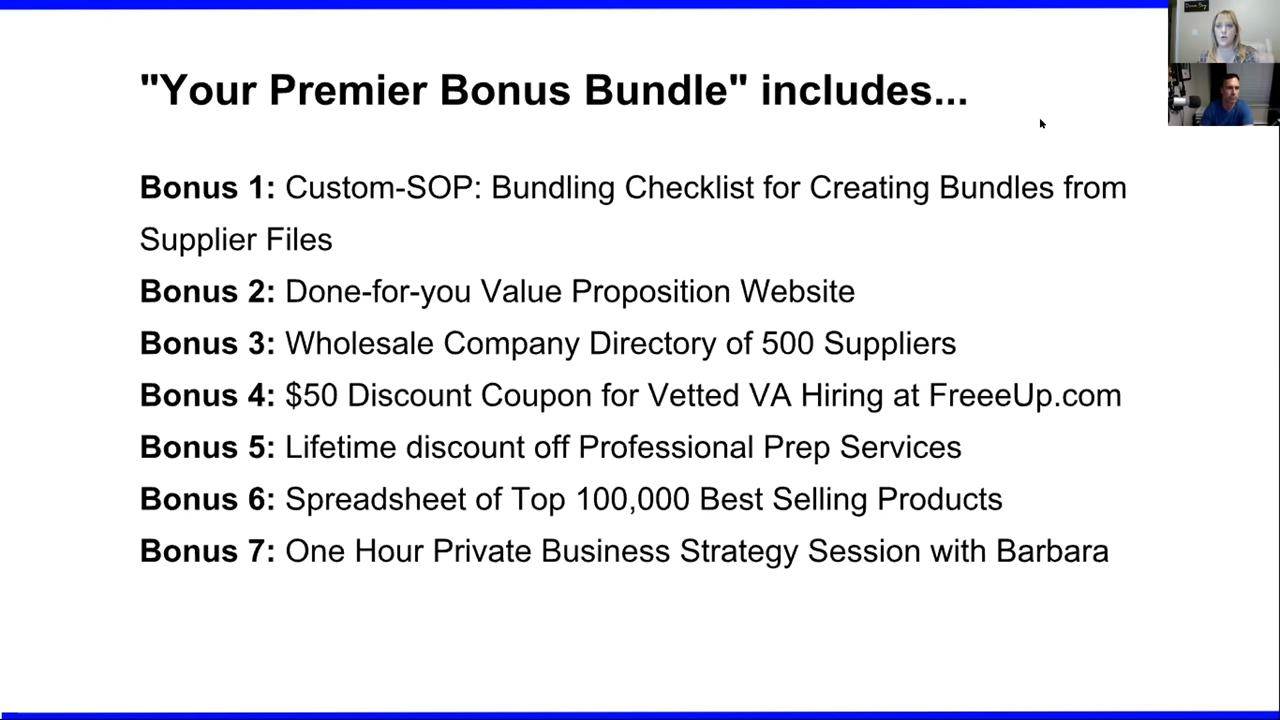 "Your Premier Bonus Bundle" includes...
Bonus 1: Custom-SOP: Bundling Checklist for Creating Bundles from
Supplier Files
Bonus 2: Done-for-you Value Proposition Website
Bonus 3: Wholesale Company Directory of 500 Suppliers
Bonus 4: $50 Discount Coupon for Vetted VA Hiring at FreeeUp.com
Bonus 5: Lifetime discount off Professional Prep Services
Bonus 6: Spreadsheet of Top 100,000 Best Selling Products
Bonus 7: One Hour Private Business Strategy Session with Barbara